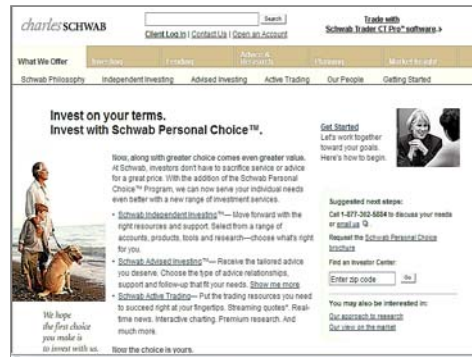 charles SCHWAB
Search
Client Log In | Contact Us | Open an Account
Trade with
Schwab Trader CT Pro™ software.>
What We Offer
Investing
Trading
Advice &
Research
Planning
Schwab Philosophy Independent Investing Advised Investing Active Trading Our People Getting Started
Invest on your terms.
Invest with Schwab Personal Choice™.
Now, along with greater choice comes even greater value.
At Schwab, investors don't have to sacrifice service or advice
for a great price. With the addition of the Schwab Personal
Choice™ Program, we can now serve your individual needs
even better with a new range of investment services.
• Schwab Independent Investing™— Move forward with the
right resources and support. Select from a range of
accounts, products, tools and research—choose what's right
for you.
• Schwab Advised Investing™— Receive the tailored advice
you deserve. Choose the type of advice relationships,
support and follow-up that fit your needs. Show me more
• Schwab Active Trading— Put the trading resources you need
to succeed right at your fingertips. Streaming quotes*. Real-
time news. Interactive charting. Premium research. And
much more.
Now the choice is yours.
We hope
the first choice
you make is
to invest with us.
Get Started
Let's work together
toward your goals.
Here's how to begin.
Suggested next steps:
Call 1-877-362-5884 to discuss your needs
or email us
Request the Schwab Personal Choice
brochure
Find an Investor Center:
Enter zip code
Go
You may also be interested in:
Our approach to research
Our view on the market